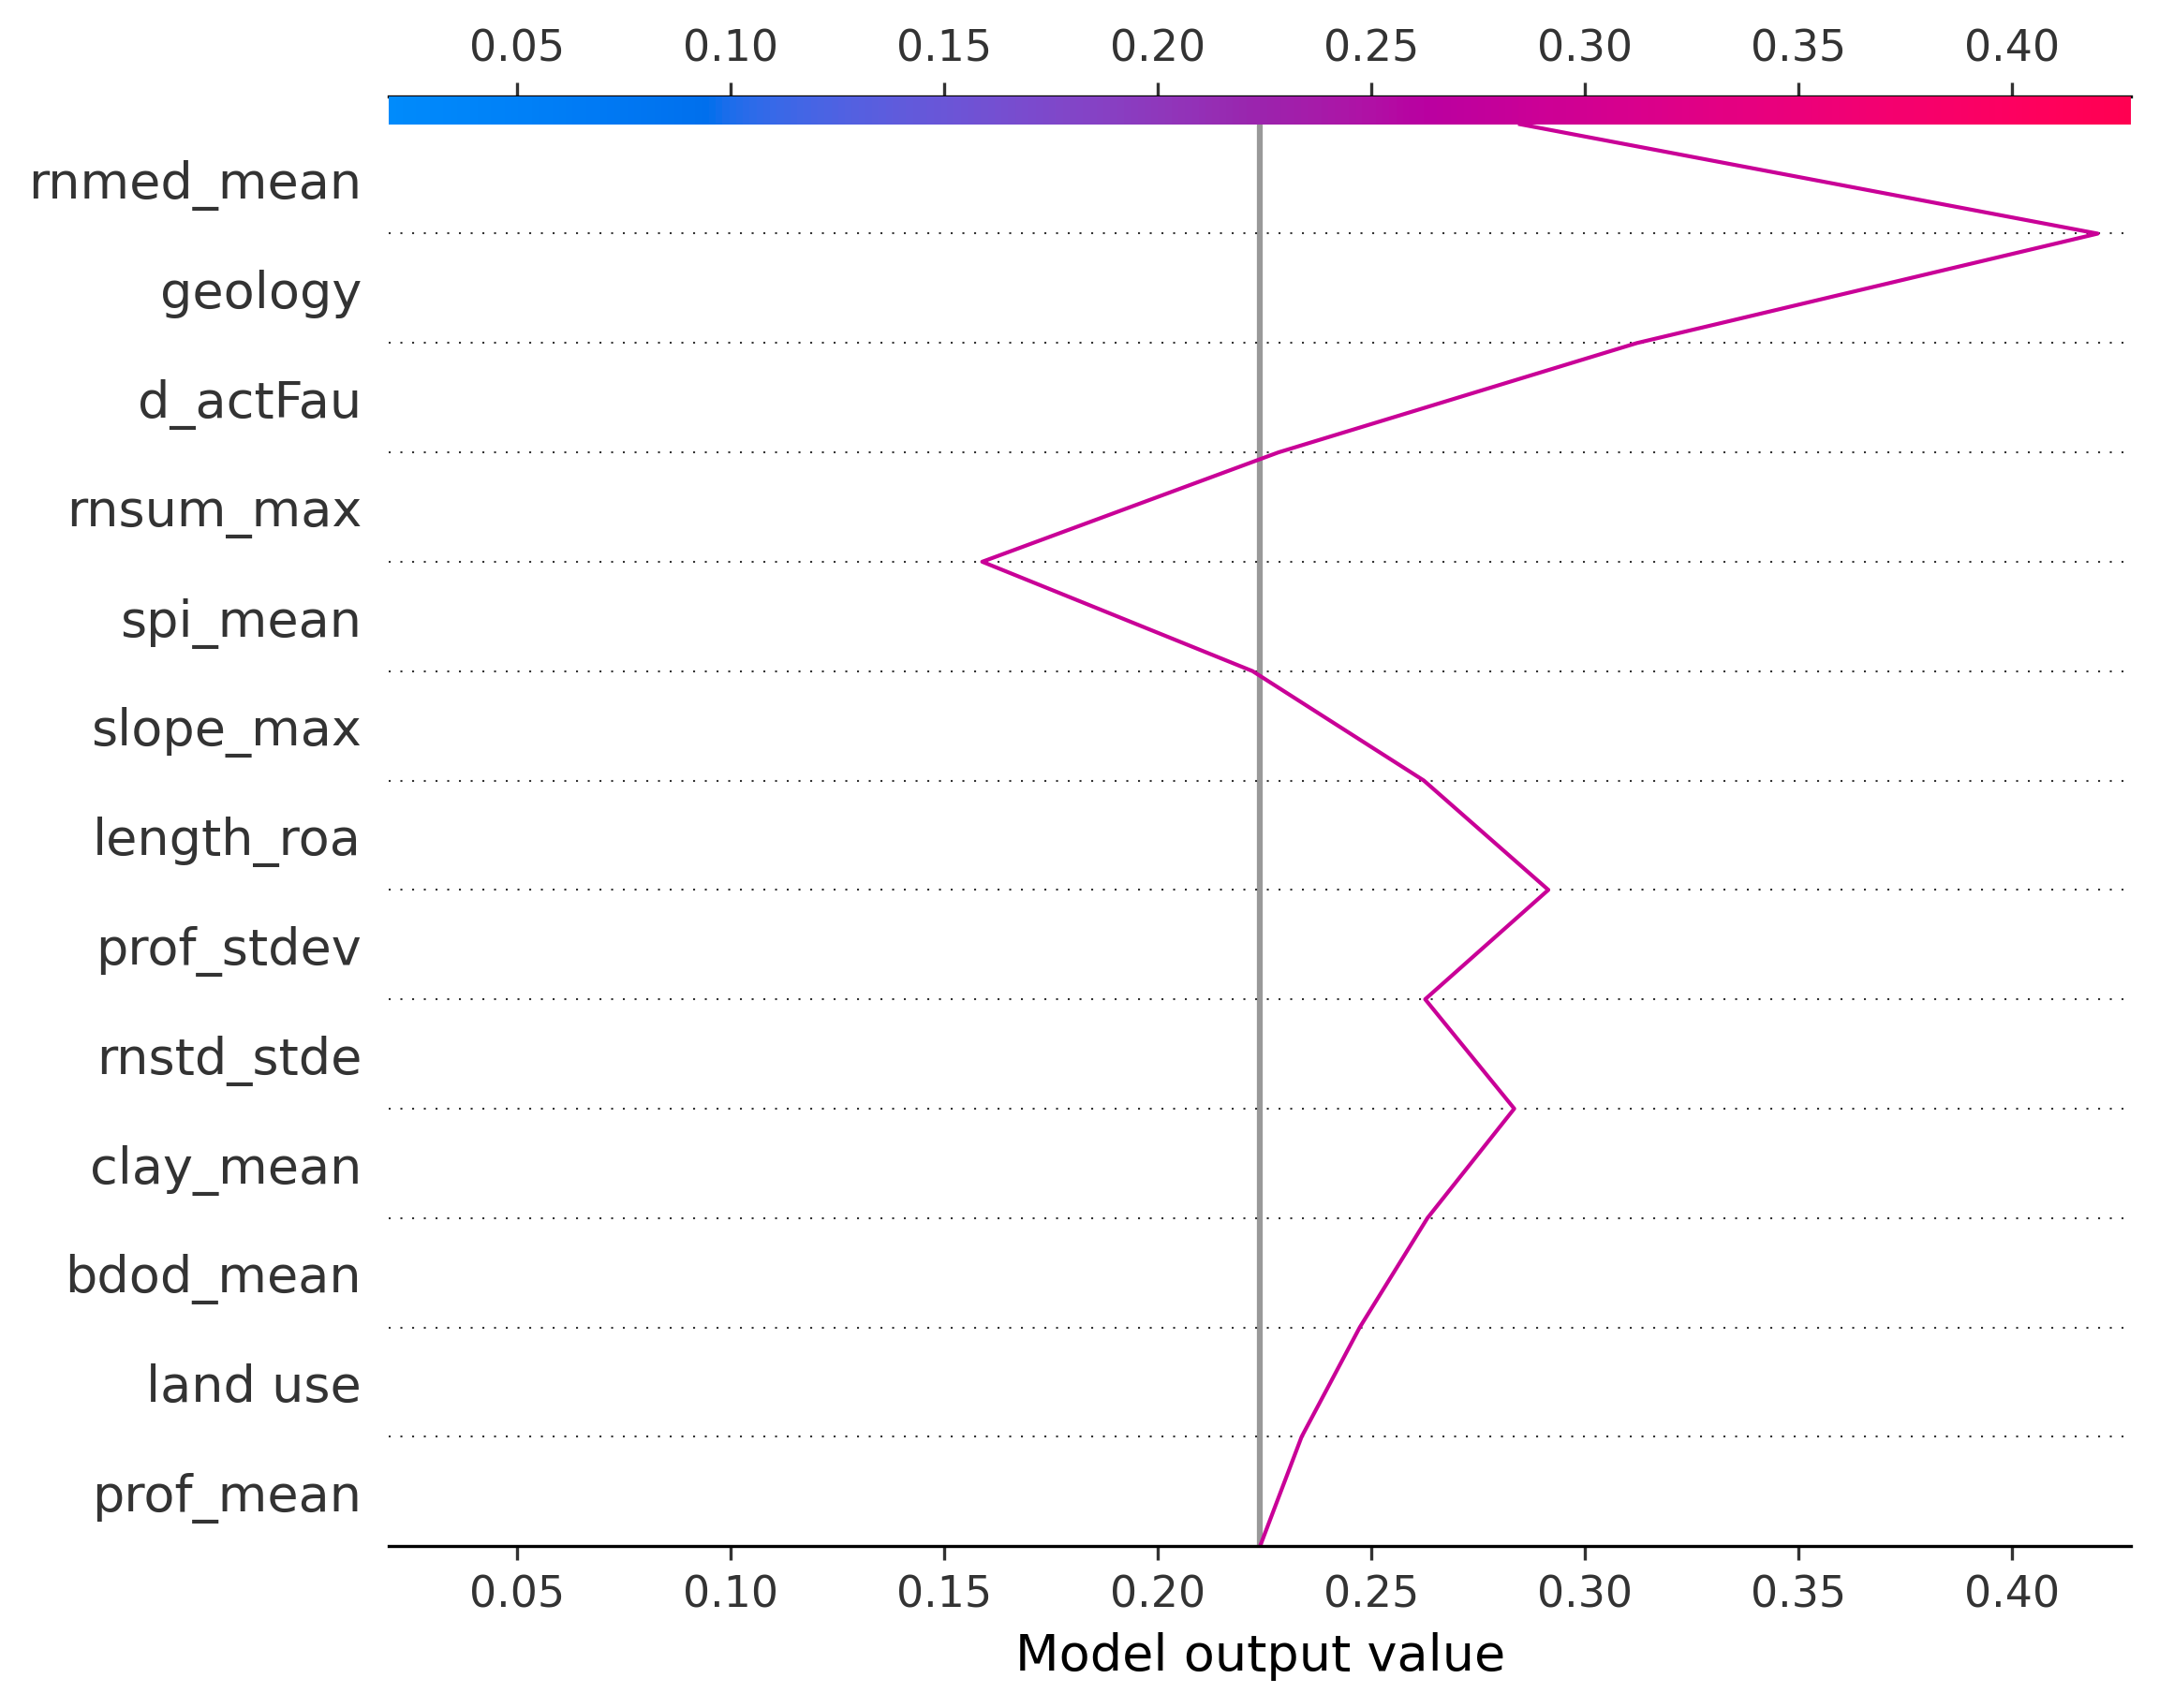 0.05 0.10 0.15 0.20 0.25 0.30 0.35 0.40
rnmed_mean
geology
d_actFau
rnsum_max
spi_mean
slope_max
length_roa
prof_stdev
rnstd_stde
clay_mean
bdod_mean
land use
prof_mean
0.05 0.10 0.15 0.20 0.25 0.30 0.35 0.40
Model output value